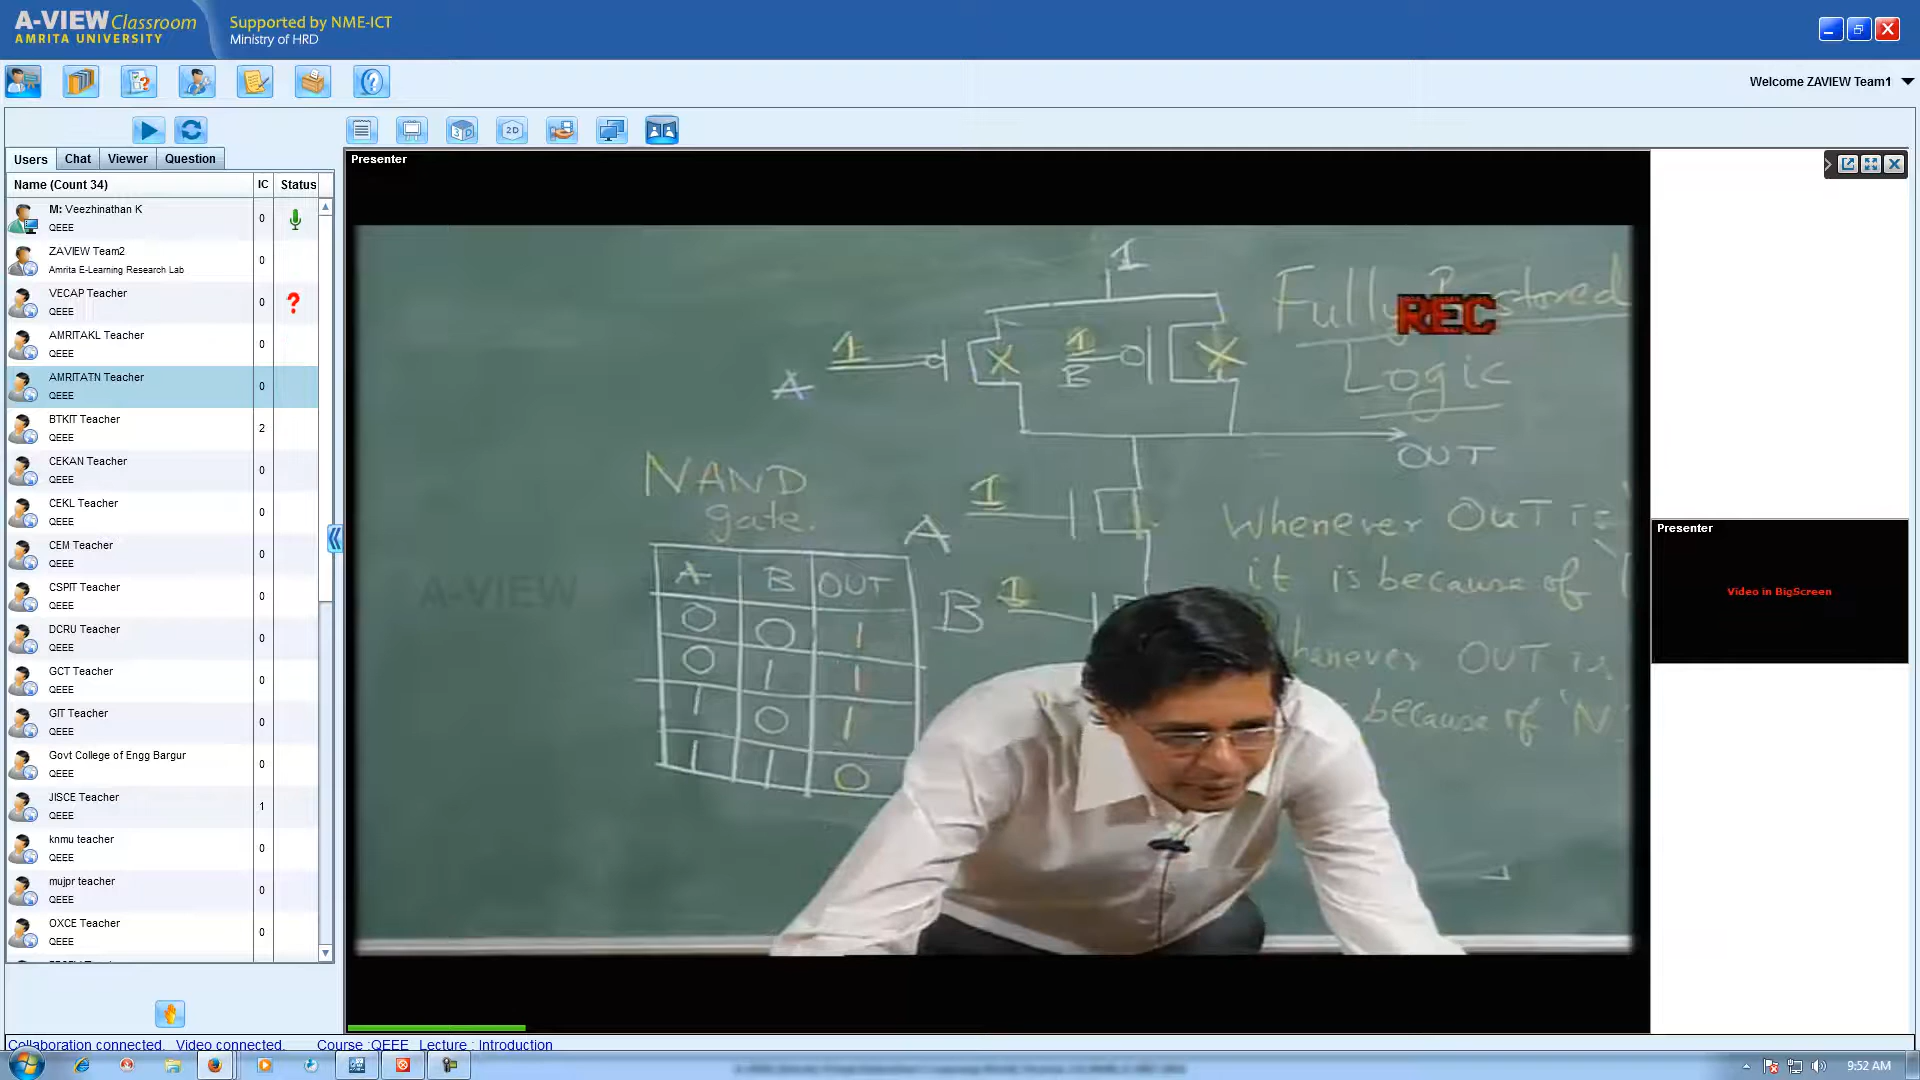 A-VIEW Classroom
AMRITA UNIVERSITY
Supported by NME-ICT
Ministry of HRD
Welcome ZAVIEW Team1
Users Chat Viewer Question
Name (Count 34) IC Status
M: Veezhinathan K 0
QEEE
ZAVIEW Team2 0
Amrita E-Learning Research Lab
VECAP Teacher 0 ?
QEEE
AMRITAKL Teacher 0
QEEE
AMRITATN Teacher 0
QEEE
BTKIT Teacher 2
QEEE
CEKAN Teacher 0
QEEE
CEKL Teacher 0
QEEE
CEM Teacher 0
QEEE
CSPIT Teacher 0
QEEE
DCRU Teacher 0
QEEE
GCT Teacher 0
QEEE
GIT Teacher 0
QEEE
Govt College of Engg Bargur 0
QEEE
JISCE Teacher 1
QEEE
knmu teacher 0
QEEE
mujpr teacher 0
QEEE
OXCE Teacher 0
QEEE
3D 2D
Presenter
1
Fully Restored
REC
Logic
1 X 1 X
A B
OUT
NAND
gate.
1
A
B 1
A B OUT
0 0 1
0 1 1
1 0 1
1 1 0
Whenever OUT is
it is because of
Whenever OUT is
because of 'N'
A-VIEW
Presenter
Video in BigScreen
Collaboration connected. Video connected. Course :QEEE Lecture : Introduction
9:52 AM